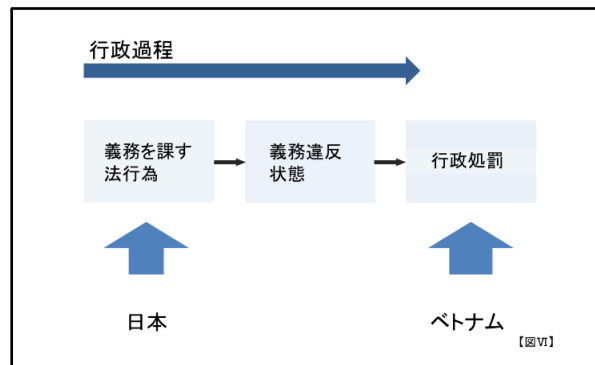 行政過程
義務を課す
法行為
義務違反
状態
行政処罰
日本
ベトナム
【図Ⅵ】